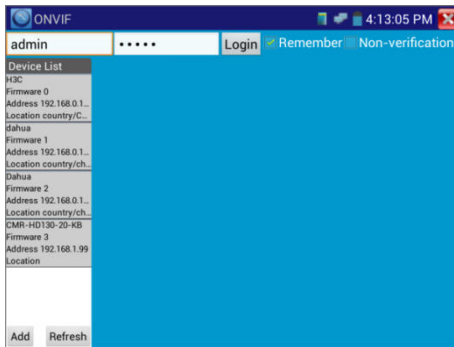 ONVIF
4:13:05 PM
admin
•••••
Login
Remember
Non-verification
Device List
H3C
Firmware 0
Address 192.168.0.1...
Location country/C...
dahua
Firmware 1
Address 192.168.0.1...
Location country/ch...
Dahua
Firmware 2
Address 192.168.0.1...
Location country/ch...
CMR-HD130-20-KB
Firmware 3
Address 192.168.1.99
Location
Add
Refresh